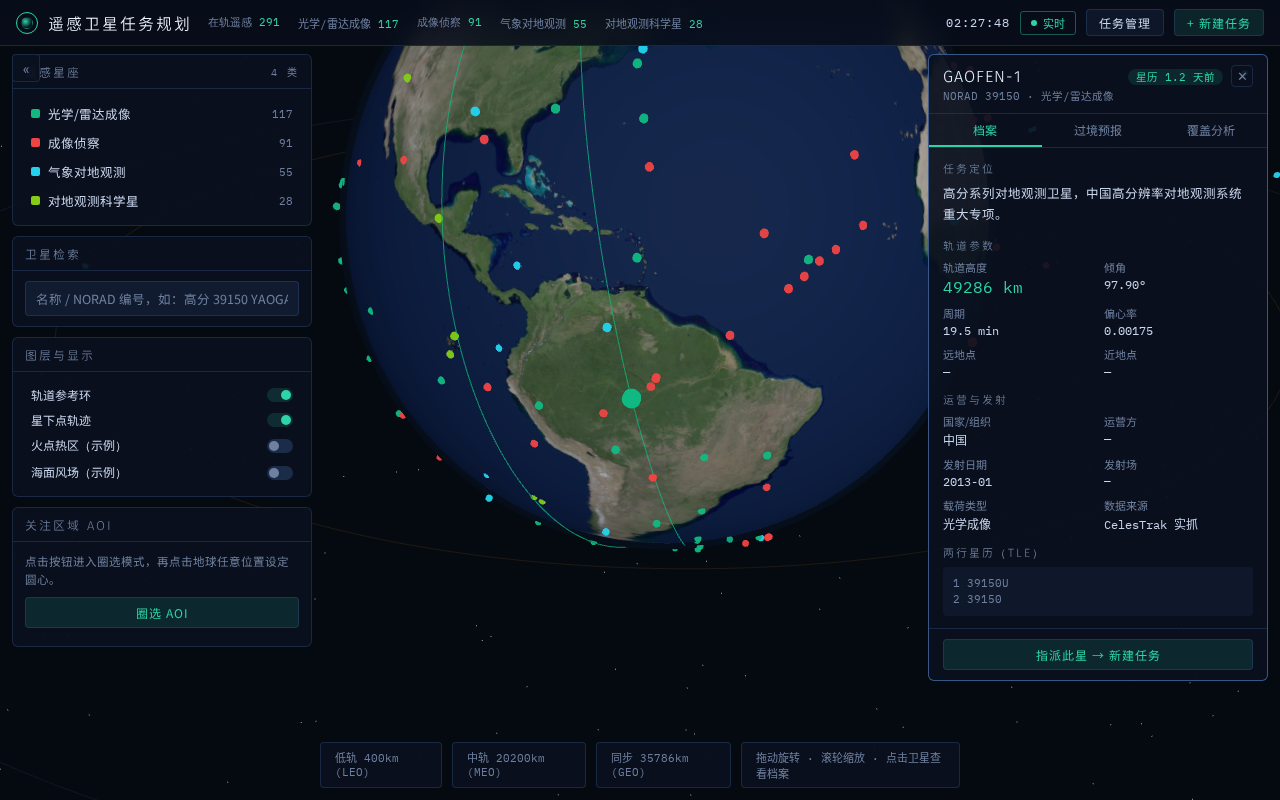 遥感卫星任务规划
在轨遥感 291
光学/雷达成像 117
成像侦察 91
气象对地观测 55
对地观测科学星 28
02:27:48
实时
任务管理
+ 新建任务
«
感星座
4 类
光学/雷达成像 117
成像侦察 91
气象对地观测 55
对地观测科学星 28
卫星检索
名称 / NORAD 编号，如：高分 39150 YAOGA
图层与显示
轨道参考环
星下点轨迹
火点热区（示例）
海面风场（示例）
关注区域 AOI
点击按钮进入圈选模式，再点击地球任意位置设定
圆心。
圈选 AOI
GAOFEN-1
星历 1.2 天前
✕
NORAD 39150 · 光学/雷达成像
档案
过境预报
覆盖分析
任务定位
高分系列对地观测卫星，中国高分辨率对地观测系统
重大专项。
轨道参数
轨道高度 倾角
49286 km 97.90°
周期 偏心率
19.5 min 0.00175
远地点 近地点
— —
运营与发射
国家/组织 运营方
中国 —
发射日期 发射场
2013-01 —
载荷类型 数据来源
光学成像 CelesTrak 实抓
两行星历 (TLE)
1 39150U
2 39150
指派此星 → 新建任务
低轨 400km
(LEO)
中轨 20200km
(MEO)
同步 35786km
(GEO)
拖动旋转 · 滚轮缩放 · 点击卫星查
看档案